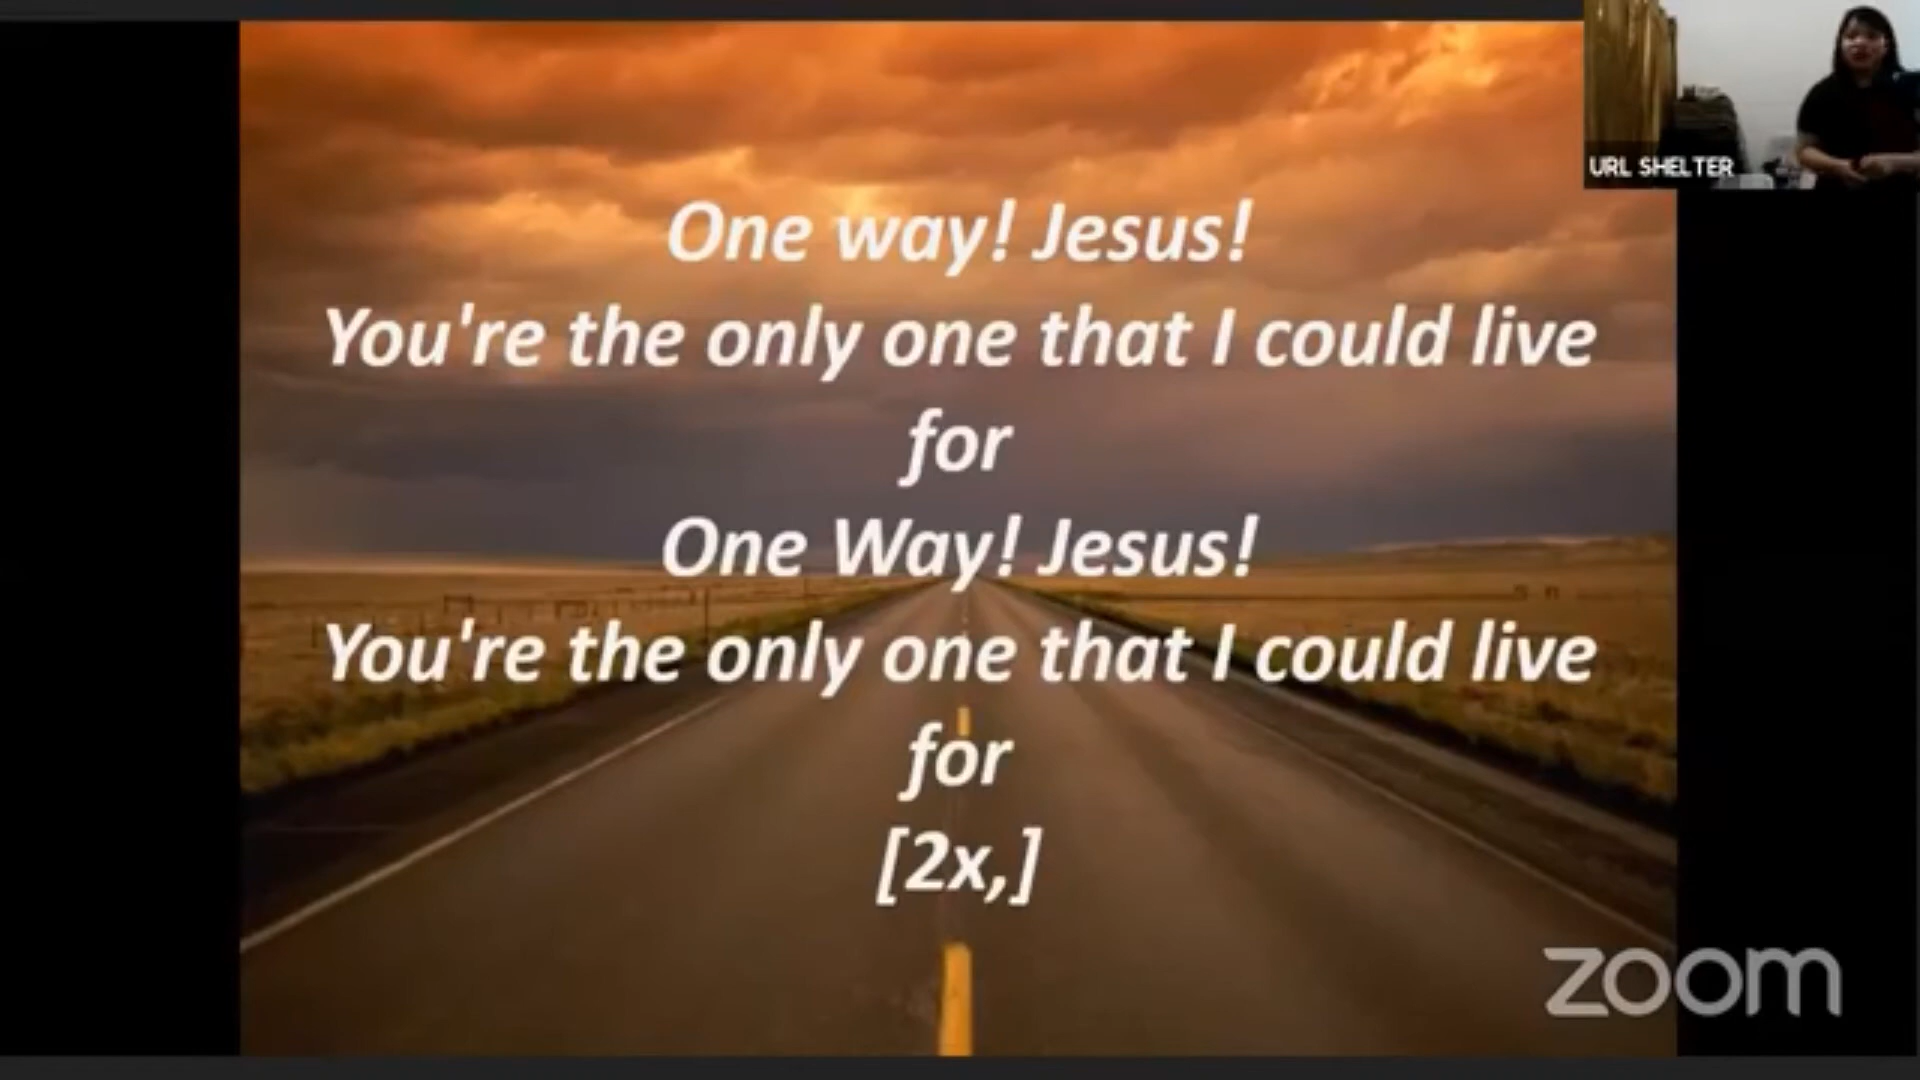 One way! Jesus!
You're the only one that I could live
for
One Way! Jesus!
You're the only one that I could live
for
[2x,]
URL SHELTER
zoom